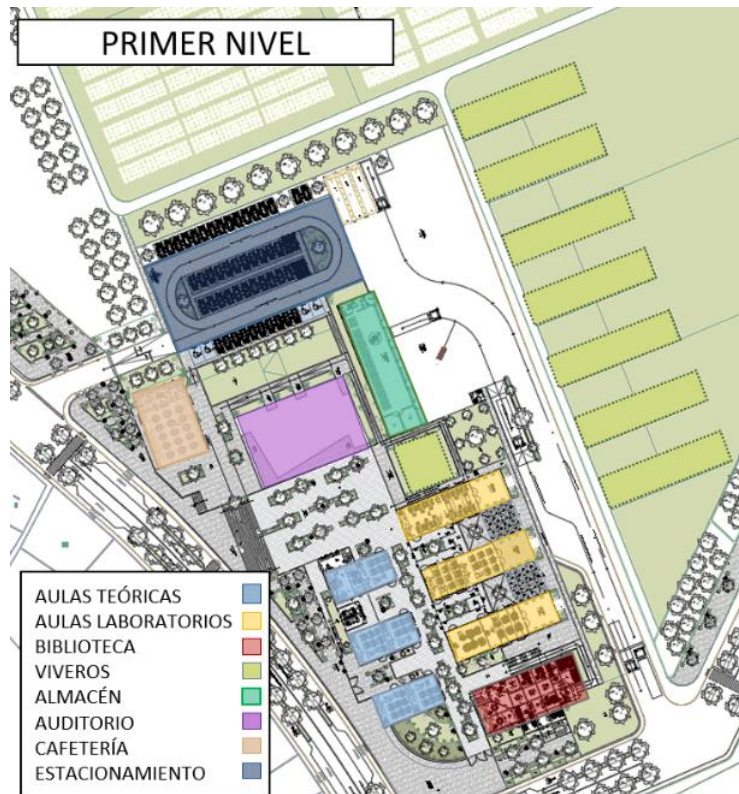 PRIMER NIVEL
AULAS TEÓRICAS
AULAS LABORATORIOS
BIBLIOTECA
VIVEROS
ALMACÉN
AUDITORIO
CAFETERÍA
ESTACIONAMIENTO